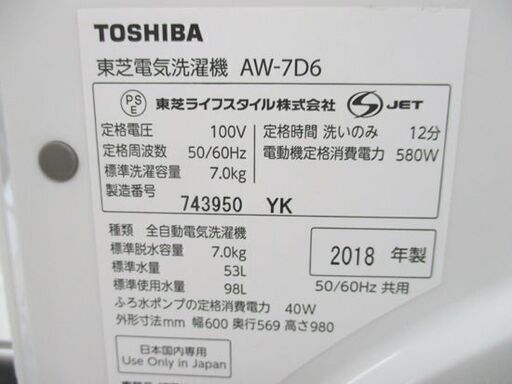 TOSHIBA
東芝電気洗濯機 AW-7D6
PS E 東芝ライフスタイル株式会社 S JET
定格電圧 100V 定格時間 洗いのみ 12分
定格周波数 50/60Hz 電動機定格消費電力 580W
標準洗濯容量 7.0kg
製造番号
743950 YK
種類 全自動電気洗濯機
標準脱水容量 7.0kg
標準水量 53L
標準使用水量 98L
2018 年製
50/60Hz 共用
ふろ水ポンプの定格消費電力 40W
外形寸法mm 幅600 奥行569 高さ980
日本国内専用
Use Only in Japan